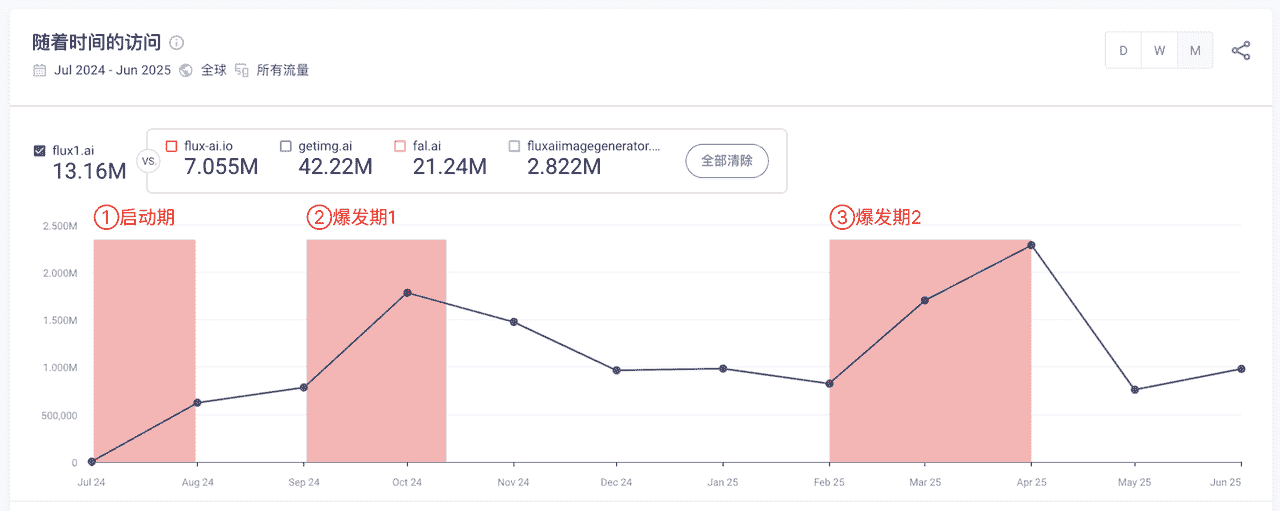 随着时间的访问
Jul 2024 - Jun 2025 全球 所有流量
D W M
flux1.ai
13.16M
VS.
flux-ai.io
7.055M
getimg.ai
42.22M
fal.ai
21.24M
fluxaiimagegenerator....
2.822M
全部清除
①启动期
②爆发期1
③爆发期2
2.500M
2.000M
1.500M
1.000M
500,000
0
Jul 24 Aug 24 Sep 24 Oct 24 Nov 24 Dec 24 Jan 25 Feb 25 Mar 25 Apr 25 May 25 Jun 25